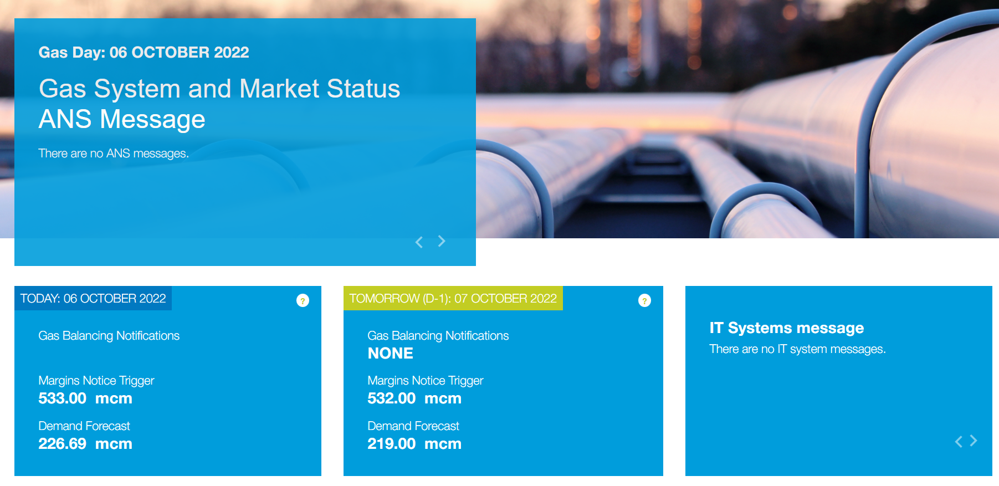 Gas Day: 06 OCTOBER 2022
Gas System and Market Status
ANS Message
There are no ANS messages.
TODAY: 06 OCTOBER 2022
?
Gas Balancing Notifications
Margins Notice Trigger
533.00 mcm
Demand Forecast
226.69 mcm
TOMORROW (D-1): 07 OCTOBER 2022
?
Gas Balancing Notifications
NONE
Margins Notice Trigger
532.00 mcm
Demand Forecast
219.00 mcm
IT Systems message
There are no IT system messages.